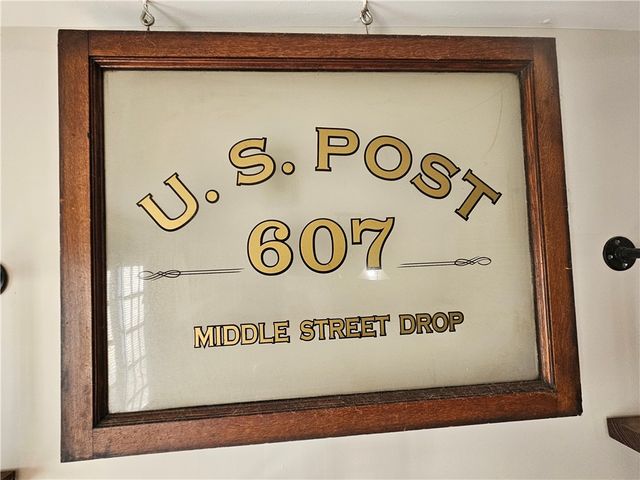 U. S. POST
607
MIDDLE STREET DROP